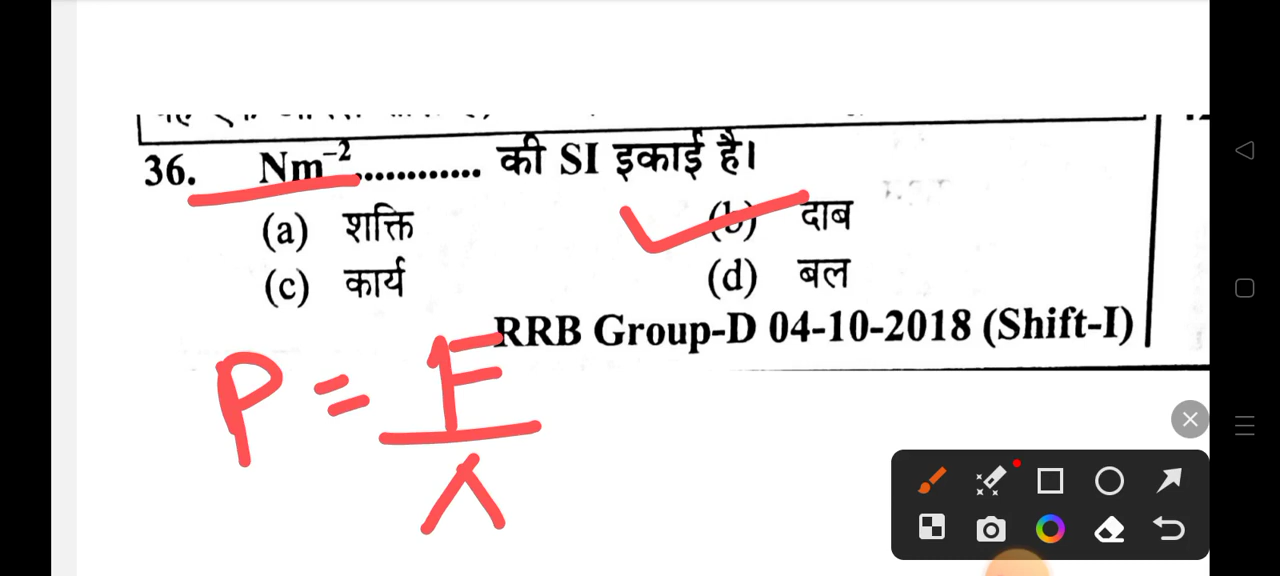 36. Nm⁻² ............ की SI इकाई है।
(a) शक्ति (b) दाब
(c) कार्य (d) बल
RRB Group-D 04-10-2018 (Shift-I)
P = F